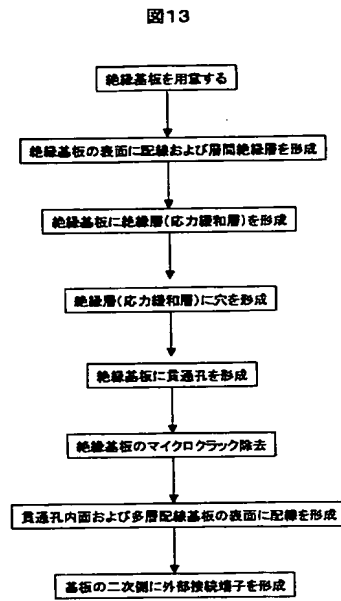 図13
絶縁基板を用意する
絶縁基板の表面に配線および層間絶縁層を形成
絶縁基板に絶縁層(応力緩和層)を形成
絶縁層(応力緩和層)に穴を形成
絶縁基板に貫通孔を形成
絶縁基板のマイクロクラック除去
貫通孔内面および多層配線基板の表面に配線を形成
基板の二次側に外部接続端子を形成